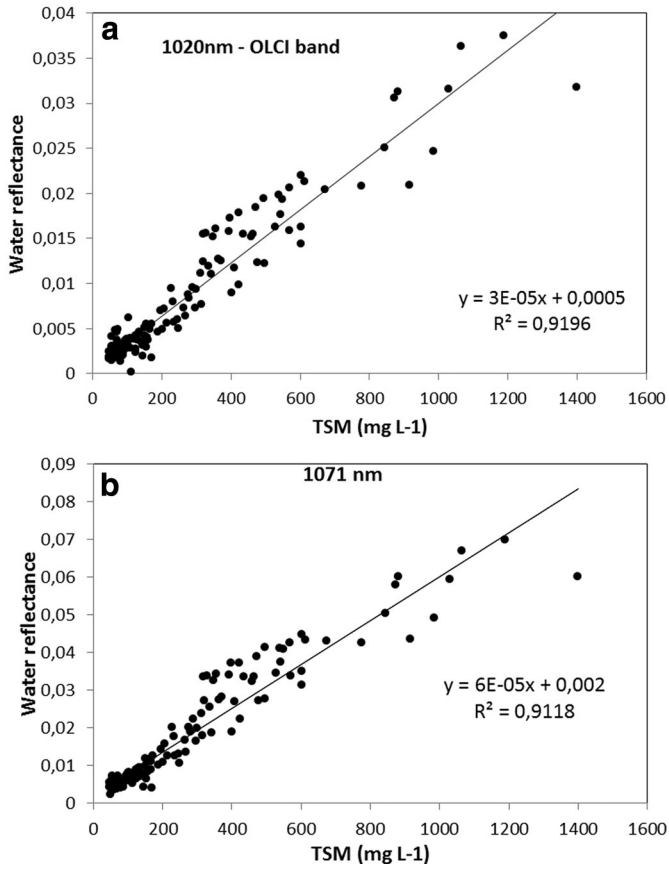 a
1020nm - OLCI band
0,04
0,035
0,03
0,025
0,02
0,015
0,01
0,005
0
Water reflectance
y = 3E-05x + 0,0005
R² = 0,9196
0 200 400 600 800 1000 1200 1400 1600
TSM (mg L-1)
b
1071 nm
0,09
0,08
0,07
0,06
0,05
0,04
0,03
0,02
0,01
0
Water reflectance
y = 6E-05x + 0,002
R² = 0,9118
0 200 400 600 800 1000 1200 1400 1600
TSM (mg L-1)